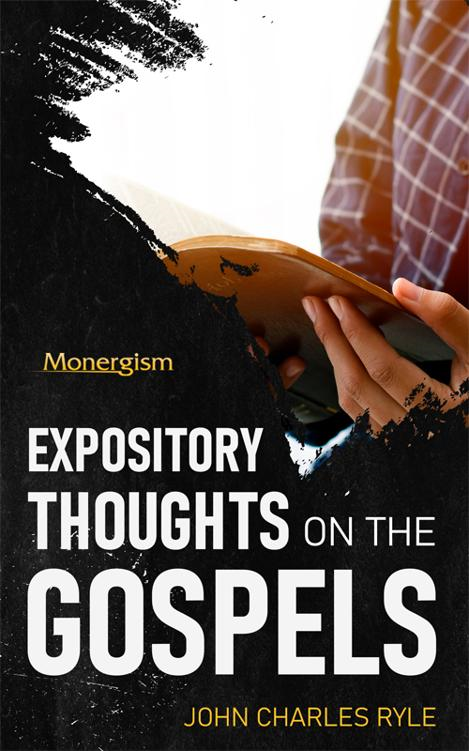 Monergism
EXPOSITORY
THOUGHTS ON THE
GOSPELS
JOHN CHARLES RYLE